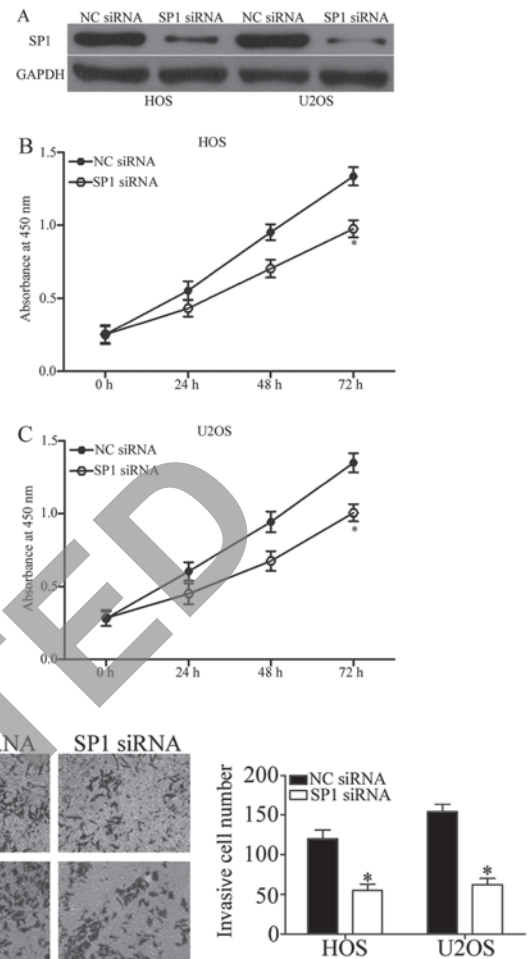 A
NC siRNA SP1 siRNA NC siRNA SP1 siRNA
SP1
GAPDH
HOS U2OS
B
HOS
NC siRNA
SP1 siRNA
Absorbance at 450 nm
1.5
1.0
0.5
0.0
0 h 24 h 48 h 72 h
*
C
U2OS
NC siRNA
SP1 siRNA
Absorbance at 450 nm
1.5
1.0
0.5
0.0
0 h 24 h 48 h 72 h
*
TED
RNA SP1 siRNA
NC siRNA
SP1 siRNA
Invasive cell number
200
150
100
50
0
* *
HOS U2OS